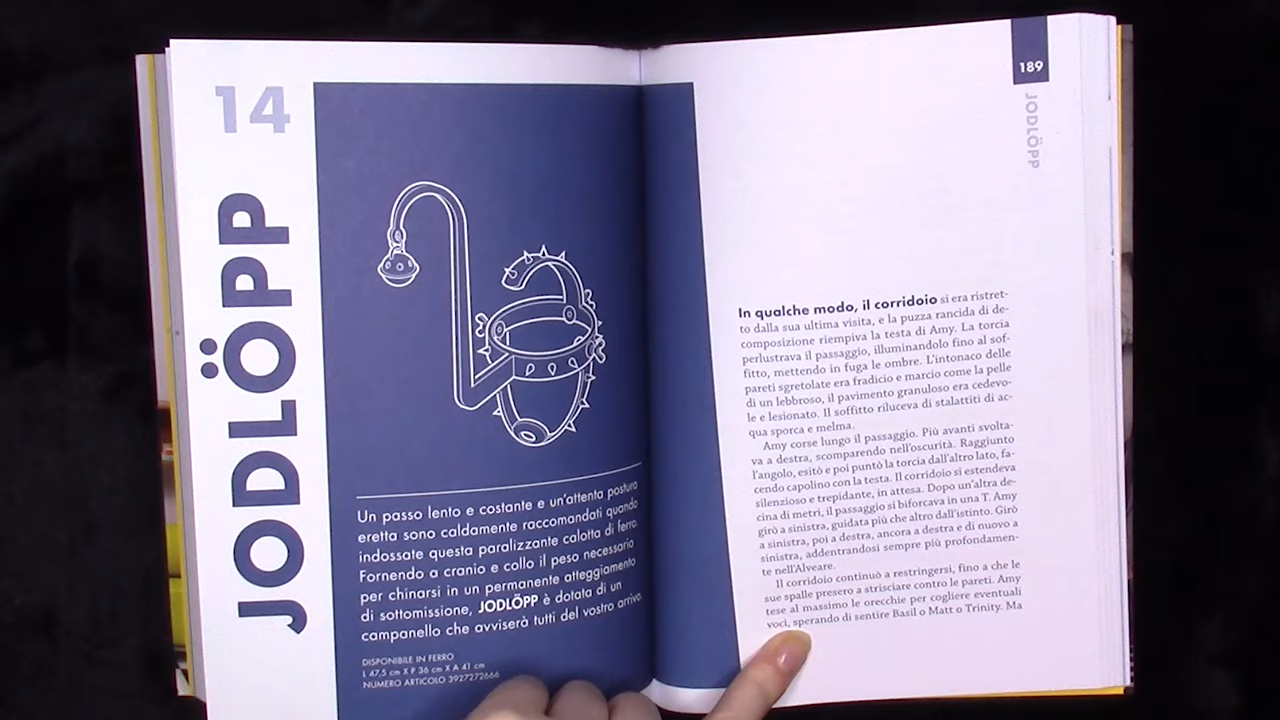 14
JODLÖPP
Un passo lento e costante e un'attenta postura
eretta sono caldamente raccomandati quando
indossate questa paralizzante calotta di ferro.
Fornendo a cranio e collo il peso necessario
per chinarsi in un permanente atteggiamento
di sottomissione, JODLÖPP è dotata di un
campanello che avviserà tutti del vostro arrivo.
DISPONIBILE IN FERRO
L 47,5 cm X P 36 cm X A 41 cm
NUMERO ARTICOLO 3927272666
189
JODLÖPP
In qualche modo, il corridoio si era ristret-
to dalla sua ultima visita, e la puzza rancida di de-
composizione riempiva la testa di Amy. La torcia
perlustrava il passaggio, illuminandolo fino al sof-
fitto, mettendo in fuga le ombre. L'intonaco delle
pareti sgretolate era fradicio e marcio come la pelle
di un lebbroso, il pavimento granuloso era cedevo-
le e lesionato. Il soffitto riluceva di stalattiti di ac-
qua sporca e melma.
Amy corse lungo il passaggio. Più avanti svolta-
va a destra, scomparendo nell'oscurità. Raggiunto
l'angolo, esitò e poi puntò la torcia dall'altro lato, fa-
cendo capolino con la testa. Il corridoio si estendeva
silenzioso e trepidante, in attesa. Dopo un'altra de-
cina di metri, il passaggio si biforcava in una T. Amy
girò a sinistra, guidata più che altro dall'istinto. Girò
a sinistra, poi a destra, ancora a destra e di nuovo a
sinistra, addentrandosi sempre più profondamen-
te nell'Alveare.
Il corridoio continuò a restringersi, fino a che le
sue spalle presero a strisciare contro le pareti. Amy
tese al massimo le orecchie per cogliere eventuali
voci, sperando di sentire Basil o Matt o Trinity. Ma